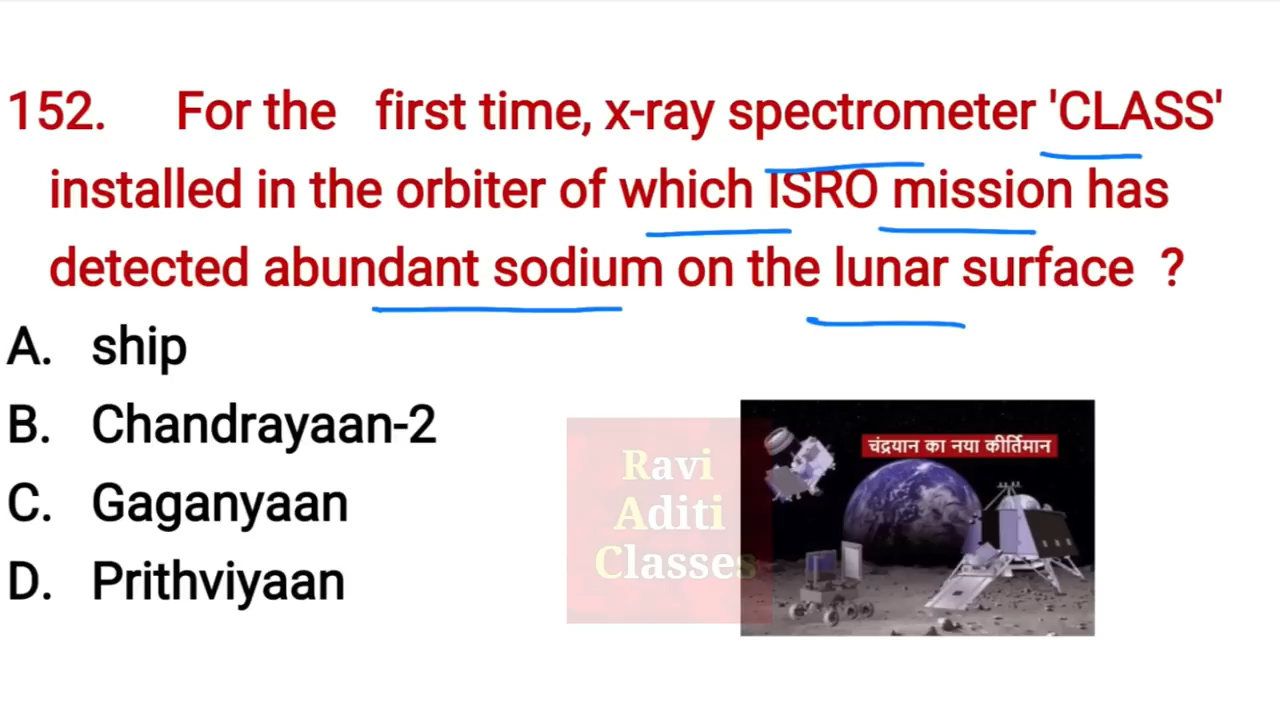 152. For the first time, x-ray spectrometer 'CLASS'
installed in the orbiter of which ISRO mission has
detected abundant sodium on the lunar surface ?
A. ship
B. Chandrayaan-2
C. Gaganyaan
D. Prithviyaan
Ravi
Aditi
Classes
चंद्रयान का नया कीर्तिमान